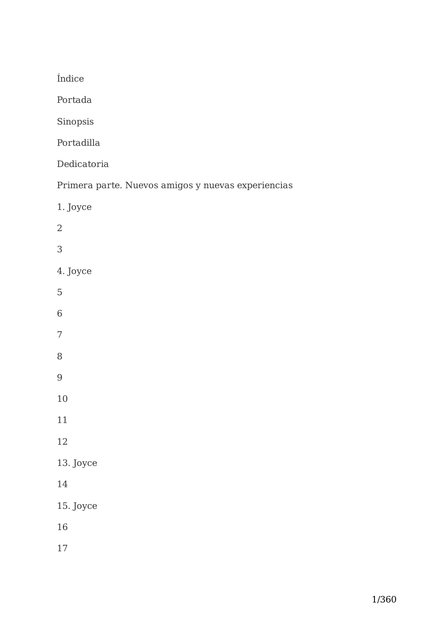 Índice
Portada
Sinopsis
Portadilla
Dedicatoria
Primera parte. Nuevos amigos y nuevas experiencias
1. Joyce
2
3
4. Joyce
5
6
7
8
9
10
11
12
13. Joyce
14
15. Joyce
16
17
1/360